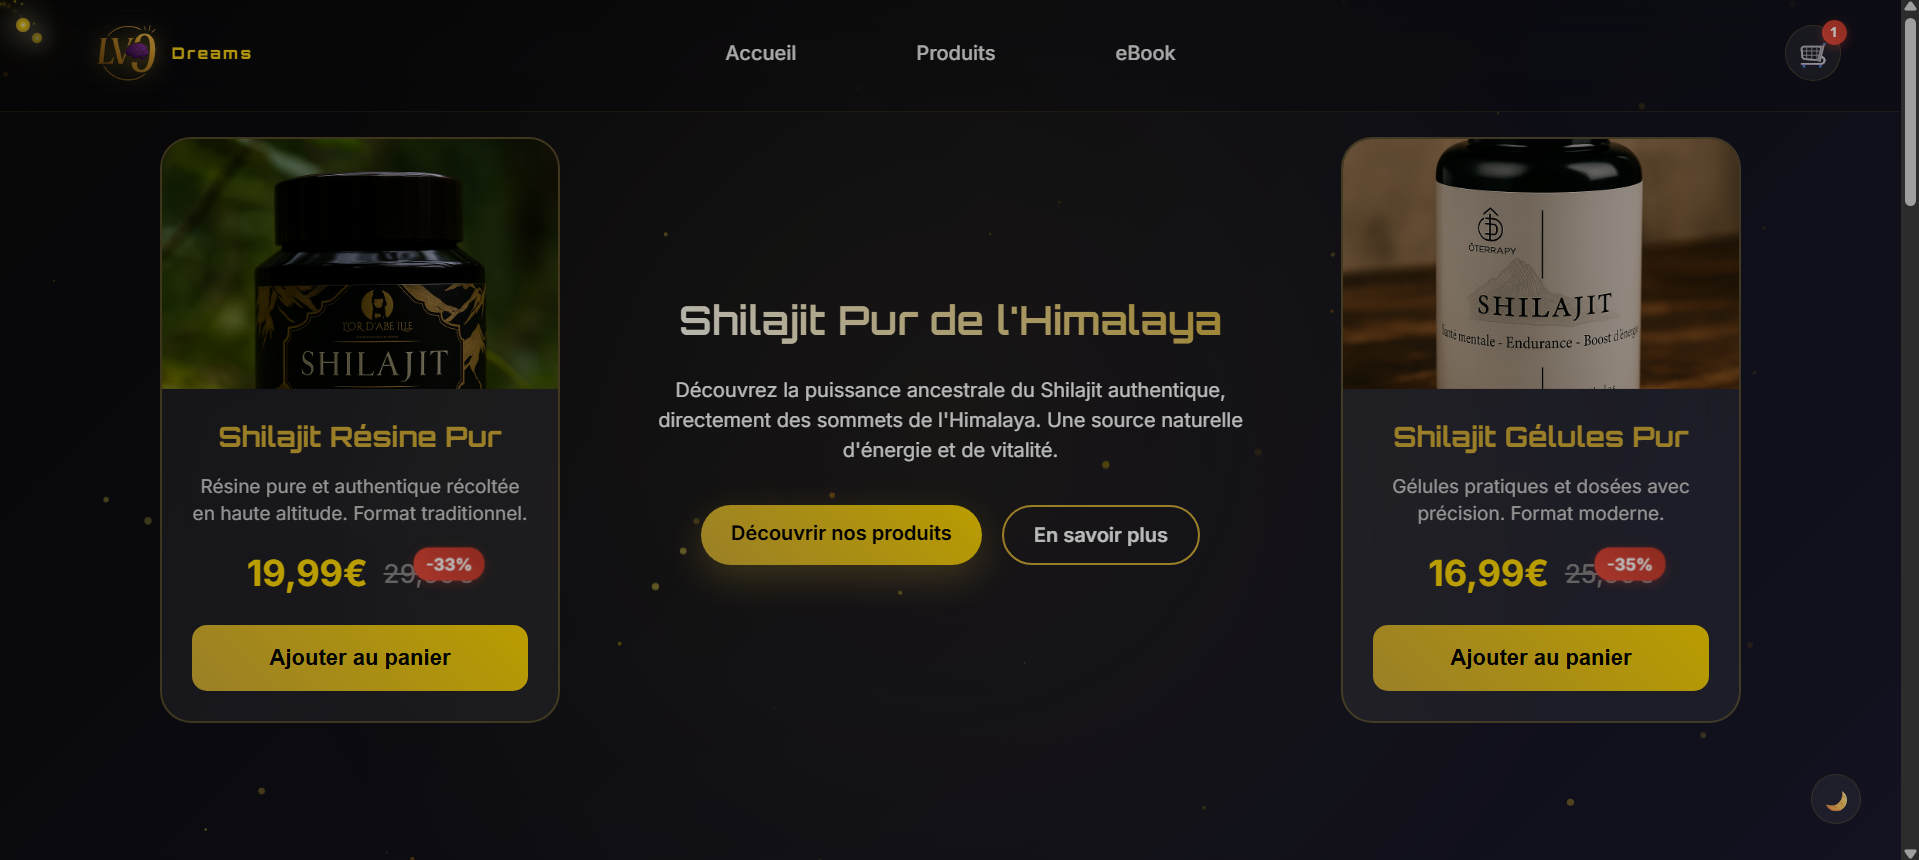 LV9
Dreams
Accueil
Produits
eBook
1
L'OR D'ABEILLE
SHILAJIT
Shilajit Résine Pur
Résine pure et authentique récoltée
en haute altitude. Format traditionnel.
19,99€
29,
-33%
Ajouter au panier
Shilajit Pur de l'Himalaya
Découvrez la puissance ancestrale du Shilajit authentique,
directement des sommets de l'Himalaya. Une source naturelle
d'énergie et de vitalité.
Découvrir nos produits
En savoir plus
ÔTERRAPY
SHILAJIT
Santé mentale - Endurance - Boost d'énergie
Shilajit Gélules Pur
Gélules pratiques et dosées avec
précision. Format moderne.
16,99€
25,
-35%
Ajouter au panier